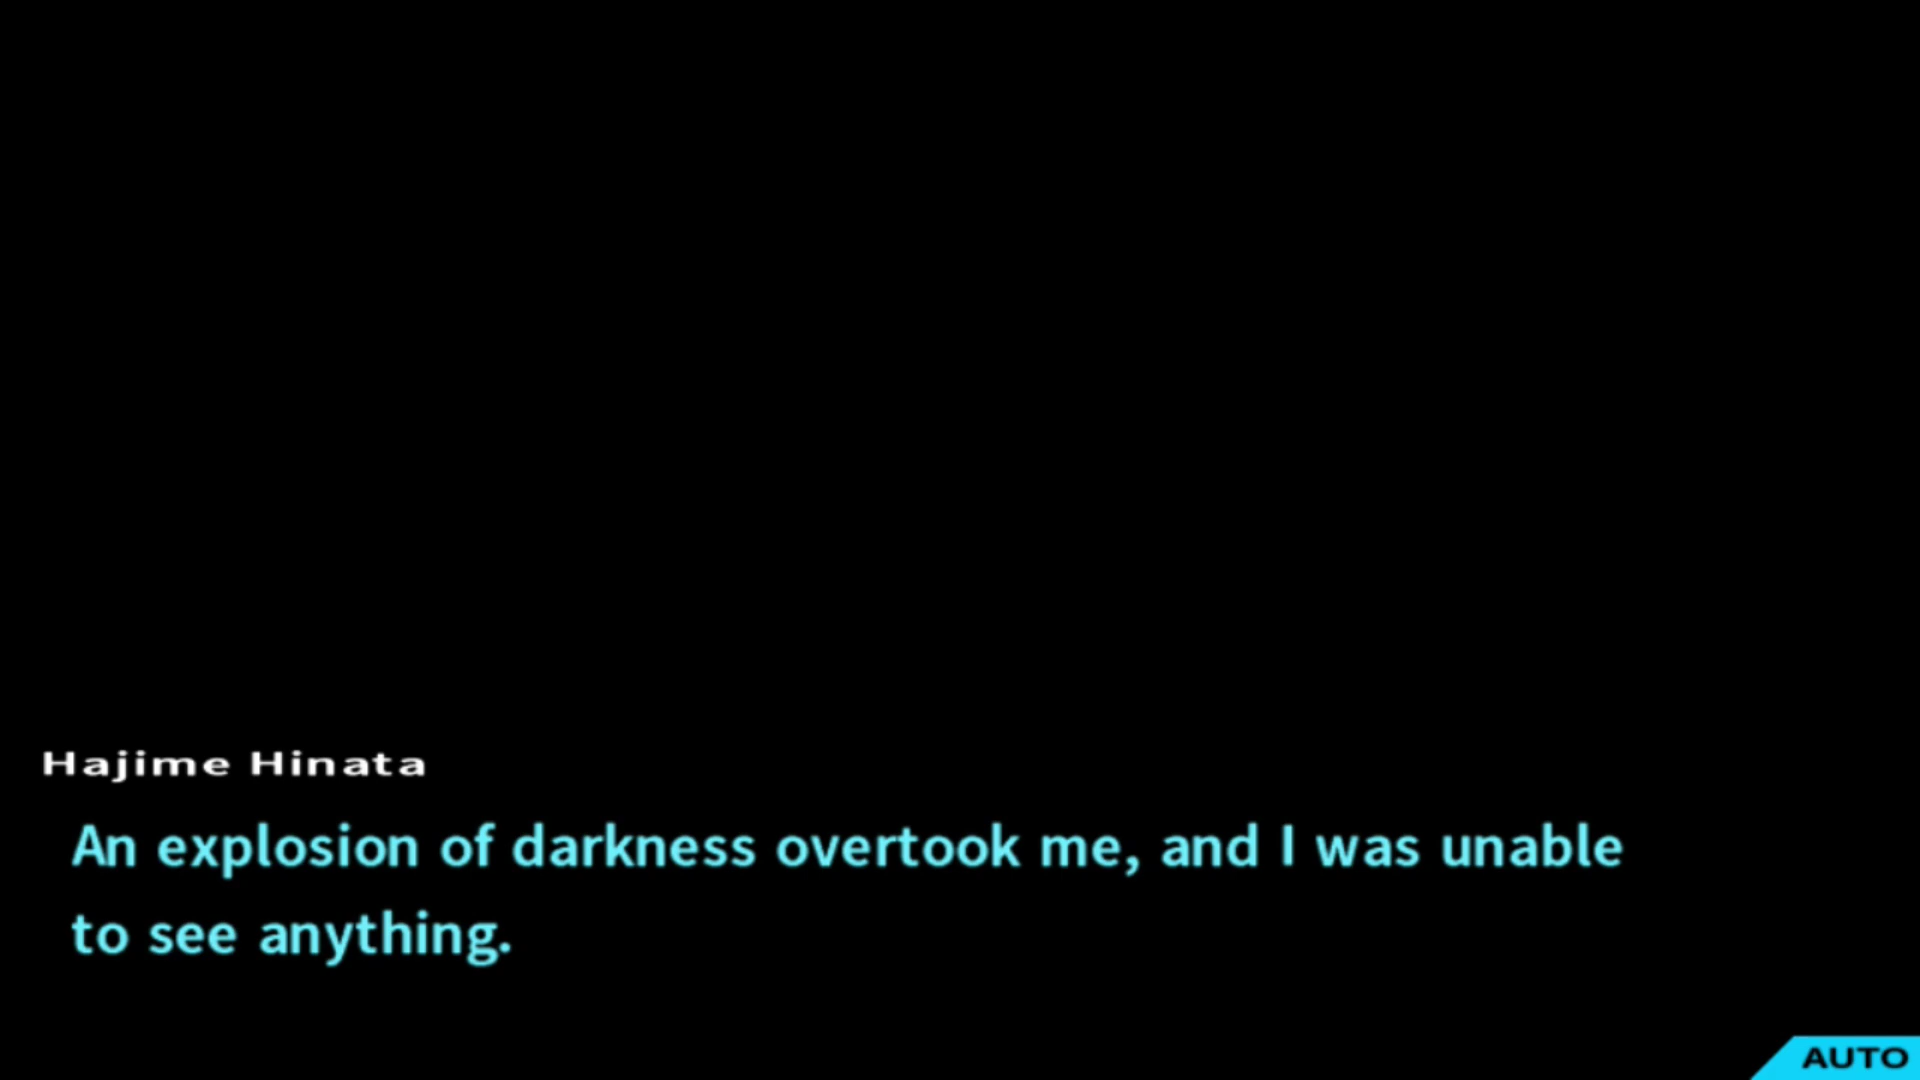 Hajime Hinata
An explosion of darkness overtook me, and I was unable
to see anything.
AUTO